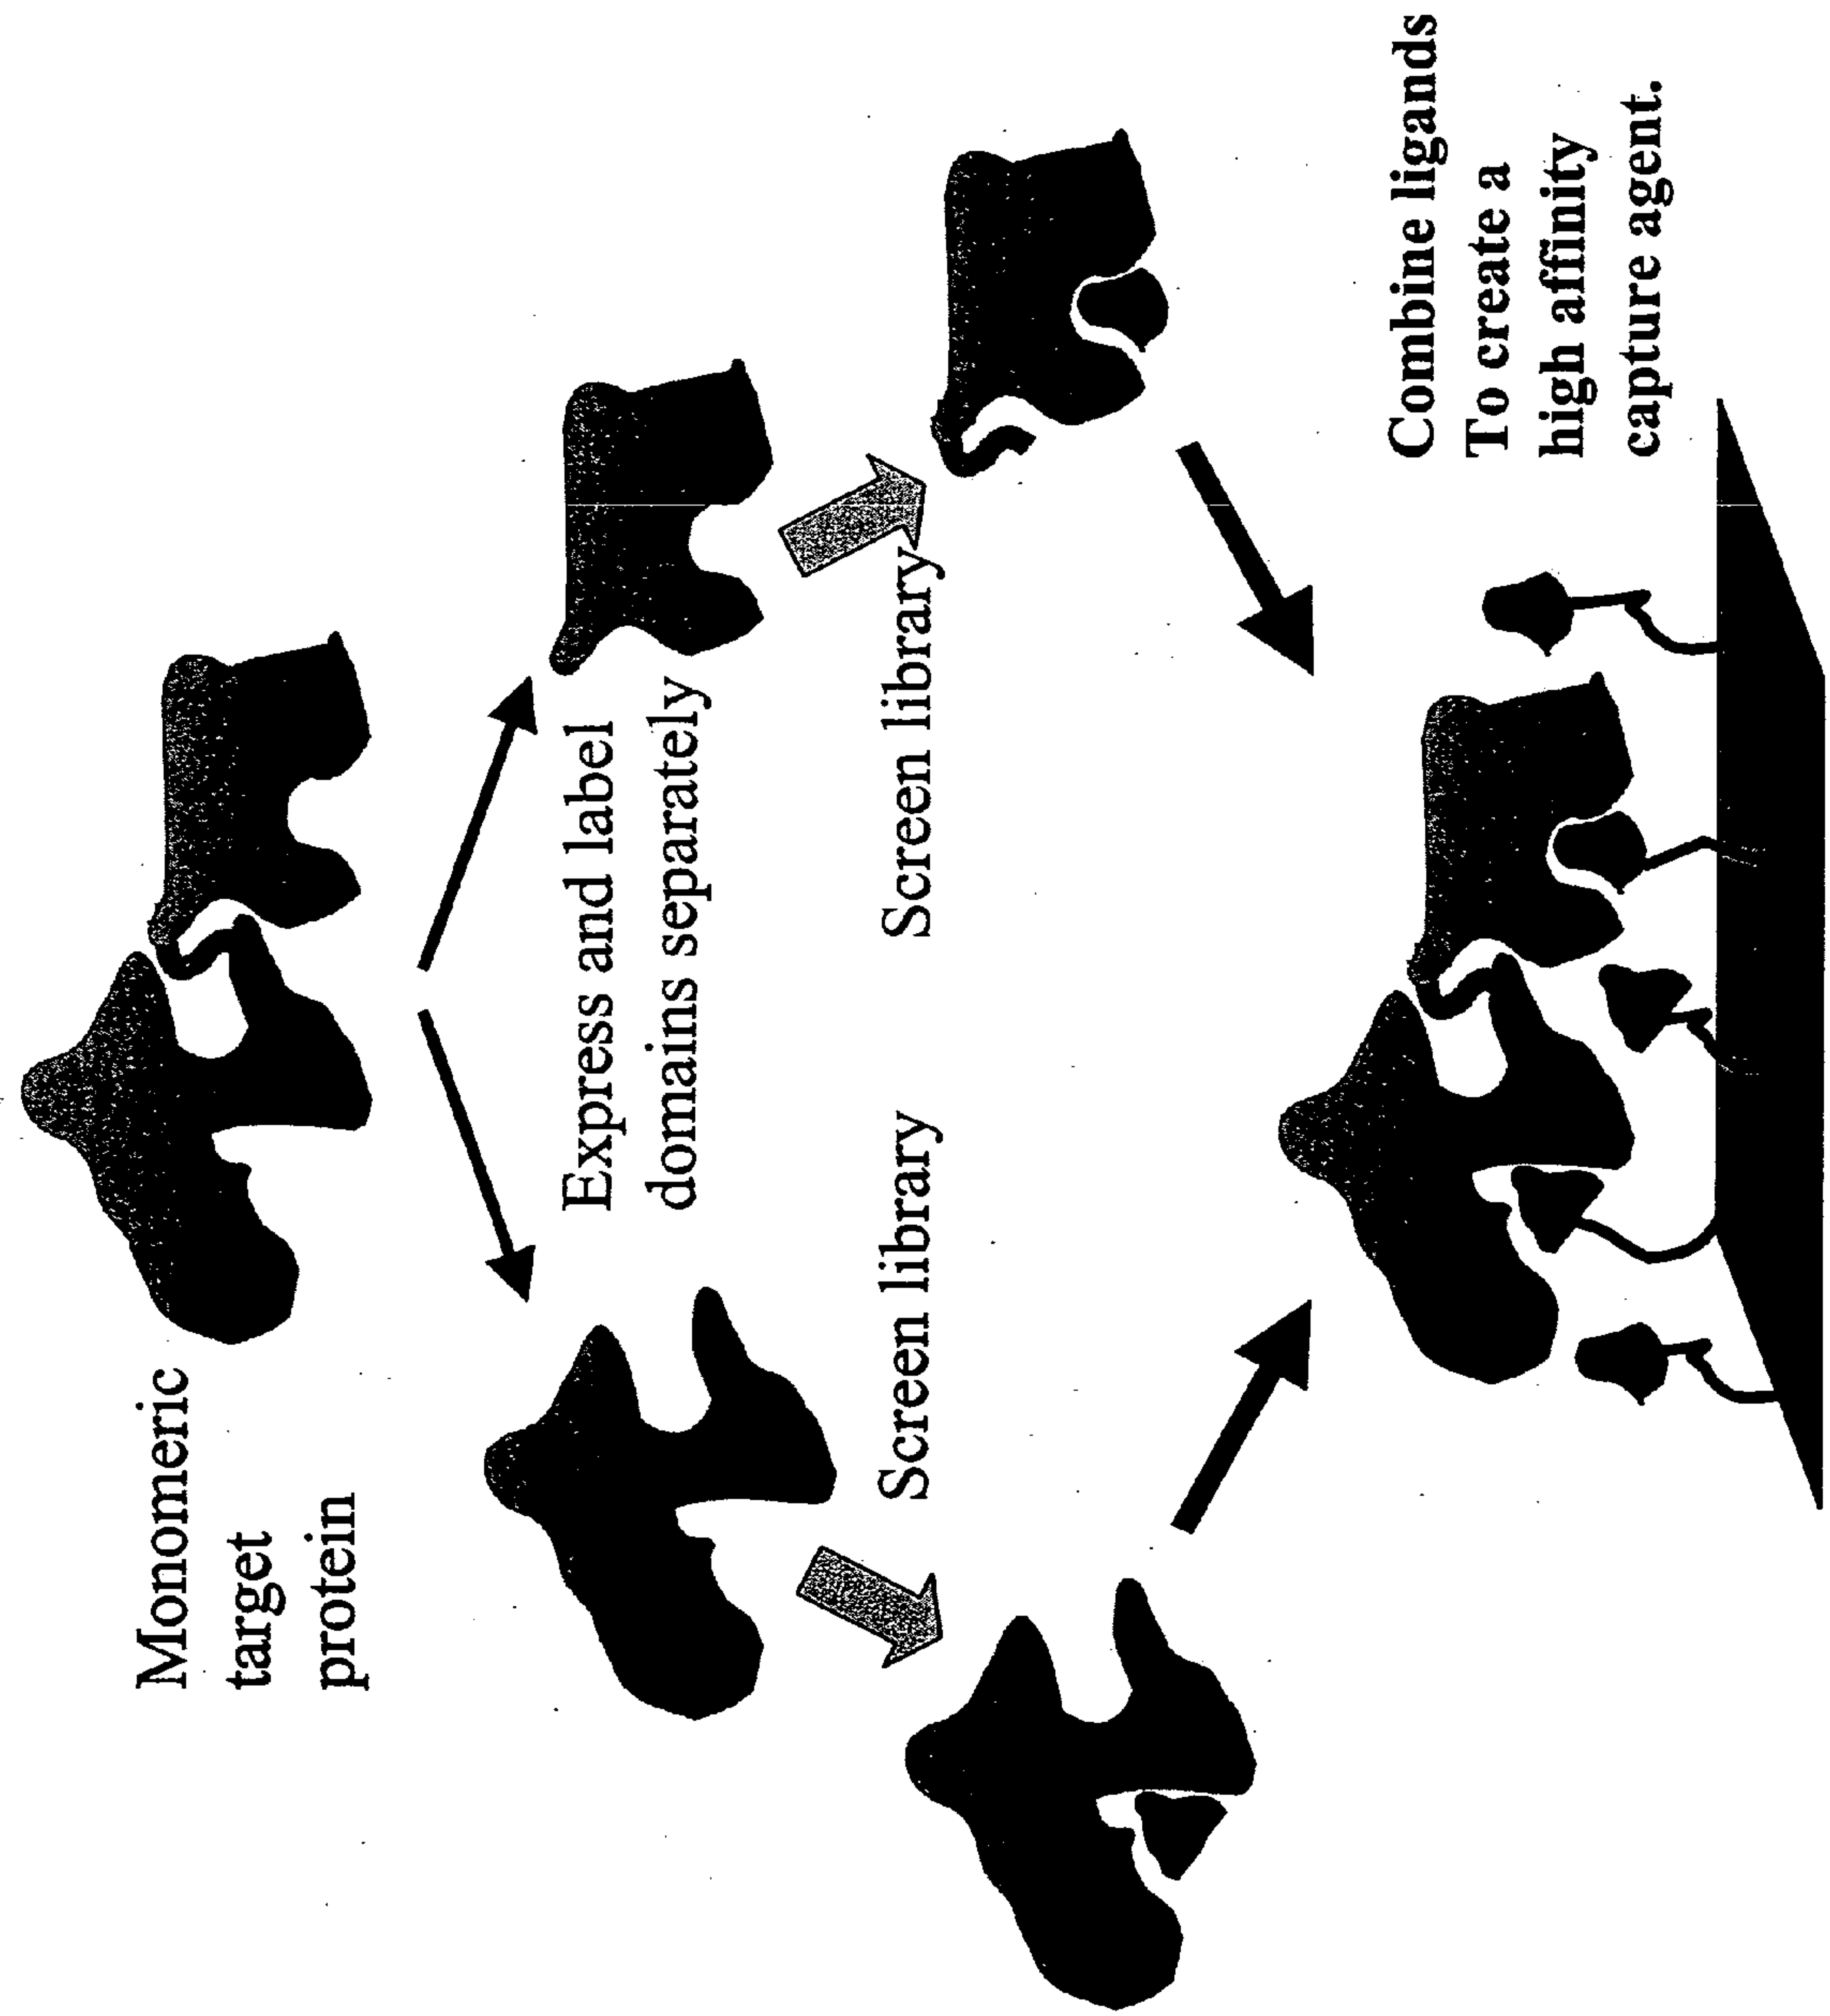 Monomeric
target
protein
Express and label
domains separately
Screen library
Screen library
Combine ligands
To create a
high affinity
capture agent.